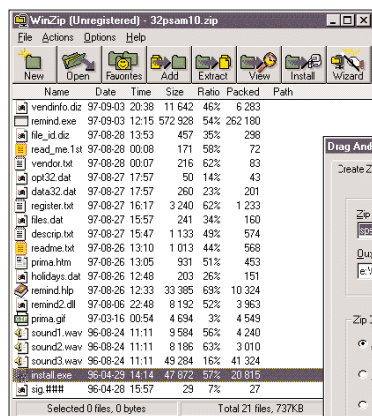 WinZip (Unregistered) - 32psam10.zip
File Actions Options Help
New Open Favorites Add Extract View Install Wizard
Name Date Time Size Ratio Packed Path
vendinfo.diz 97-09-03 20:38 11 642 46% 6 283
remind.exe 97-09-03 12:15 572 928 54% 262 180
file_id.diz 97-08-28 13:53 457 35% 298
read_me.1st 97-08-28 00:08 171 58% 72
vendor.txt 97-08-28 00:07 216 62% 83
opt32.dat 97-08-27 17:57 50 14% 43
data32.dat 97-08-27 17:57 260 23% 201
register.txt 97-08-27 16:17 3 240 62% 1 233
files.dat 97-08-27 15:57 241 34% 160
descrip.txt 97-08-27 15:47 1 133 49% 574
readme.txt 97-08-26 13:10 1 013 44% 568
prima.htm 97-08-26 13:05 931 51% 453
holidays.dat 97-08-26 12:48 203 26% 151
remind.hlp 97-08-26 12:33 33 385 69% 10 324
remind2.dll 97-08-06 22:48 8 192 52% 3 963
prima.gif 97-03-16 00:54 4 694 3% 4 549
sound1.wav 96-08-24 11:11 9 584 56% 4 240
sound2.wav 96-08-24 11:11 8 186 63% 3 010
sound3.wav 96-08-24 11:11 49 284 16% 41 324
install.exe 96-04-29 14:14 47 872 57% 20 815
sig.### 96-04-28 15:57 29 7% 27
Selected 0 files, 0 bytes Total 21 files, 737KB
Drag And
Create Z
Zip
e:\
Zip